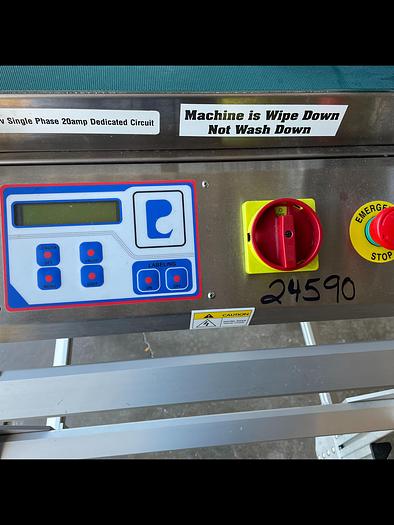 v Single Phase 20amp Dedicated Circuit
Machine is Wipe Down
Not Wash Down
LABELING
EMERGE
STOP
24590
CAUTION